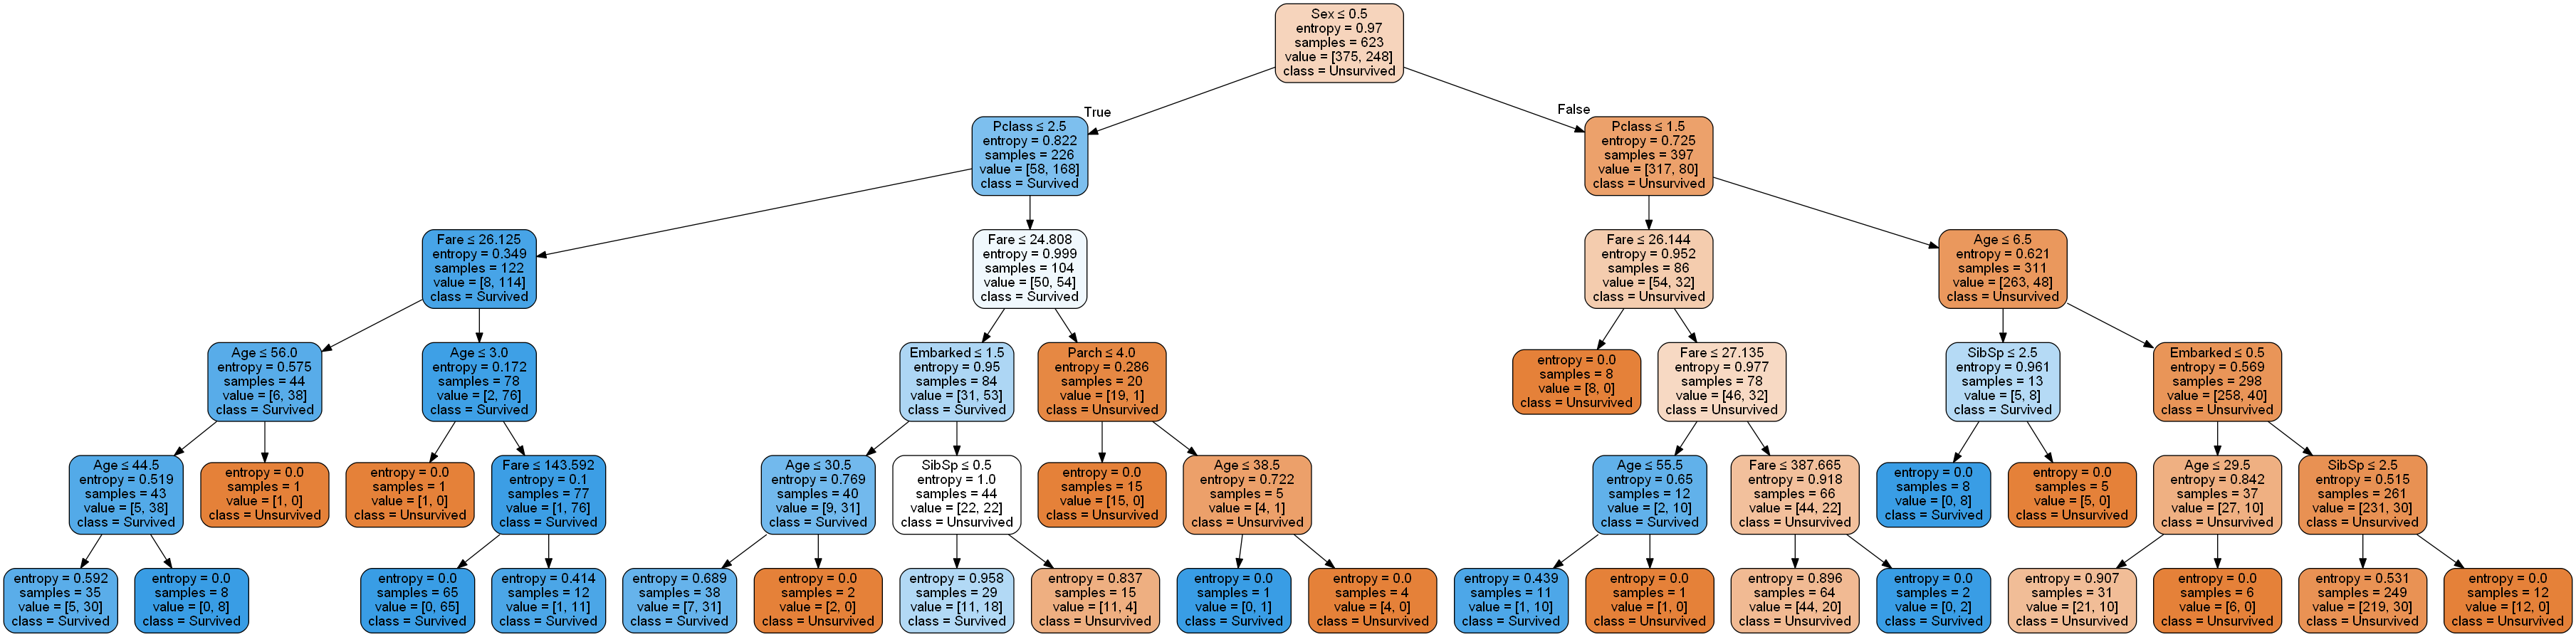 Sex ≤ 0.5
entropy = 0.97
samples = 623
value = [375, 248]
class = Unsurvived
True
False
Pclass ≤ 2.5
entropy = 0.822
samples = 226
value = [58, 168]
class = Survived
Pclass ≤ 1.5
entropy = 0.725
samples = 397
value = [317, 80]
class = Unsurvived
Fare ≤ 26.125
entropy = 0.349
samples = 122
value = [8, 114]
class = Survived
Fare ≤ 24.808
entropy = 0.999
samples = 104
value = [50, 54]
class = Survived
Fare ≤ 26.144
entropy = 0.952
samples = 86
value = [54, 32]
class = Unsurvived
Age ≤ 6.5
entropy = 0.621
samples = 311
value = [263, 48]
class = Unsurvived
Age ≤ 56.0
entropy = 0.575
samples = 44
value = [6, 38]
class = Survived
Age ≤ 3.0
entropy = 0.172
samples = 78
value = [2, 76]
class = Survived
Embarked ≤ 1.5
entropy = 0.95
samples = 84
value = [31, 53]
class = Survived
Parch ≤ 4.0
entropy = 0.286
samples = 20
value = [19, 1]
class = Unsurvived
entropy = 0.0
samples = 8
value = [8, 0]
class = Unsurvived
Fare ≤ 27.135
entropy = 0.977
samples = 78
value = [46, 32]
class = Unsurvived
SibSp ≤ 2.5
entropy = 0.961
samples = 13
value = [5, 8]
class = Survived
Embarked ≤ 0.5
entropy = 0.569
samples = 298
value = [258, 40]
class = Unsurvived
Age ≤ 44.5
entropy = 0.519
samples = 43
value = [5, 38]
class = Survived
entropy = 0.0
samples = 1
value = [1, 0]
class = Unsurvived
entropy = 0.0
samples = 1
value = [1, 0]
class = Unsurvived
Fare ≤ 143.592
entropy = 0.1
samples = 77
value = [1, 76]
class = Survived
Age ≤ 30.5
entropy = 0.769
samples = 40
value = [9, 31]
class = Survived
SibSp ≤ 0.5
entropy = 1.0
samples = 44
value = [22, 22]
class = Unsurvived
entropy = 0.0
samples = 15
value = [15, 0]
class = Unsurvived
Age ≤ 38.5
entropy = 0.722
samples = 5
value = [4, 1]
class = Unsurvived
Age ≤ 55.5
entropy = 0.65
samples = 12
value = [2, 10]
class = Survived
Fare ≤ 387.665
entropy = 0.918
samples = 66
value = [44, 22]
class = Unsurvived
entropy = 0.0
samples = 8
value = [0, 8]
class = Survived
entropy = 0.0
samples = 5
value = [5, 0]
class = Unsurvived
Age ≤ 29.5
entropy = 0.842
samples = 37
value = [27, 10]
class = Unsurvived
SibSp ≤ 2.5
entropy = 0.515
samples = 261
value = [231, 30]
class = Unsurvived
entropy = 0.592
samples = 35
value = [5, 30]
class = Survived
entropy = 0.0
samples = 8
value = [0, 8]
class = Survived
entropy = 0.0
samples = 65
value = [0, 65]
class = Survived
entropy = 0.414
samples = 12
value = [1, 11]
class = Survived
entropy = 0.689
samples = 38
value = [7, 31]
class = Survived
entropy = 0.0
samples = 2
value = [2, 0]
class = Unsurvived
entropy = 0.958
samples = 29
value = [11, 18]
class = Survived
entropy = 0.837
samples = 15
value = [11, 4]
class = Unsurvived
entropy = 0.0
samples = 1
value = [0, 1]
class = Survived
entropy = 0.0
samples = 4
value = [4, 0]
class = Unsurvived
entropy = 0.439
samples = 11
value = [1, 10]
class = Survived
entropy = 0.0
samples = 1
value = [1, 0]
class = Unsurvived
entropy = 0.896
samples = 64
value = [44, 20]
class = Unsurvived
entropy = 0.0
samples = 2
value = [0, 2]
class = Survived
entropy = 0.907
samples = 31
value = [21, 10]
class = Unsurvived
entropy = 0.0
samples = 6
value = [6, 0]
class = Unsurvived
entropy = 0.531
samples = 249
value = [219, 30]
class = Unsurvived
entropy = 0.0
samples = 12
value = [12, 0]
class = Unsurvived